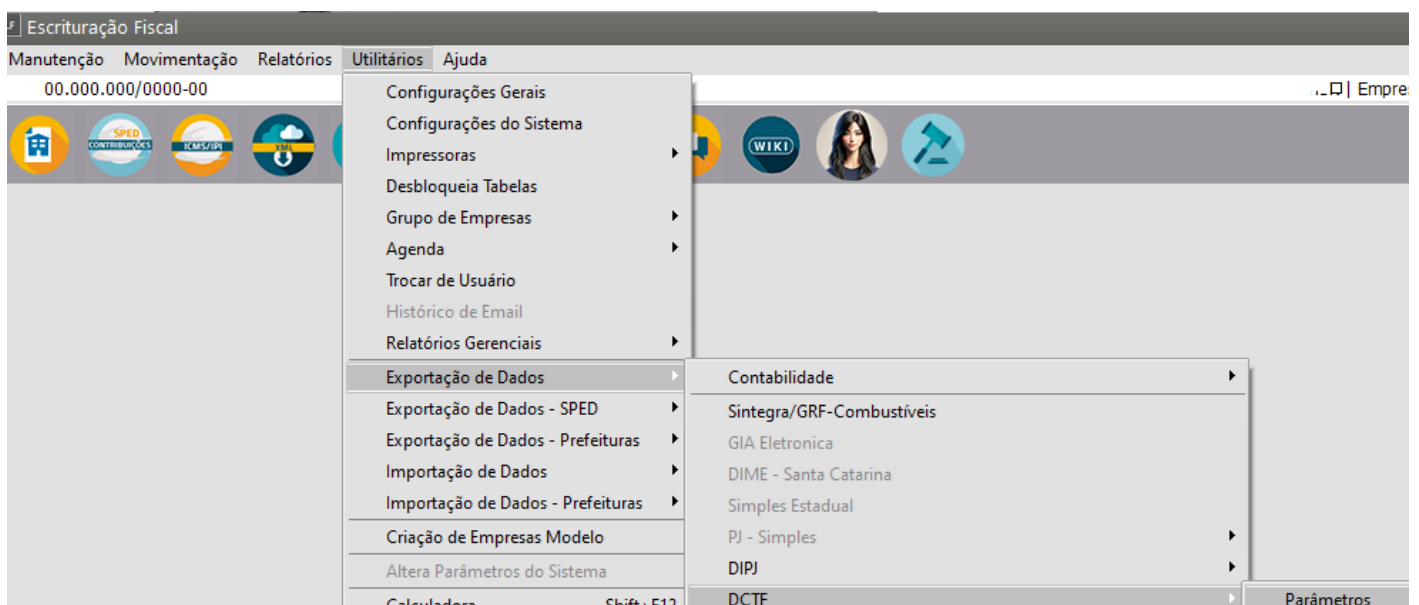 Escrituração Fiscal
Manutenção Movimentação Relatórios Utilitários Ajuda
00.000.000/0000-00 | Empre
SPED CONTRIBUIÇÕES ICMS/IPI XML WIKI
Configurações Gerais
Configurações do Sistema
Impressoras
Desbloqueia Tabelas
Grupo de Empresas
Agenda
Trocar de Usuário
Histórico de Email
Relatórios Gerenciais
Exportação de Dados
Exportação de Dados - SPED
Exportação de Dados - Prefeituras
Importação de Dados
Importação de Dados - Prefeituras
Criação de Empresas Modelo
Altera Parâmetros do Sistema
Calculadora Shift+F12
Contabilidade
Sintegra/GRF-Combustíveis
GIA Eletronica
DIME - Santa Catarina
Simples Estadual
PJ - Simples
DIPJ
DCTF
Parâmetros